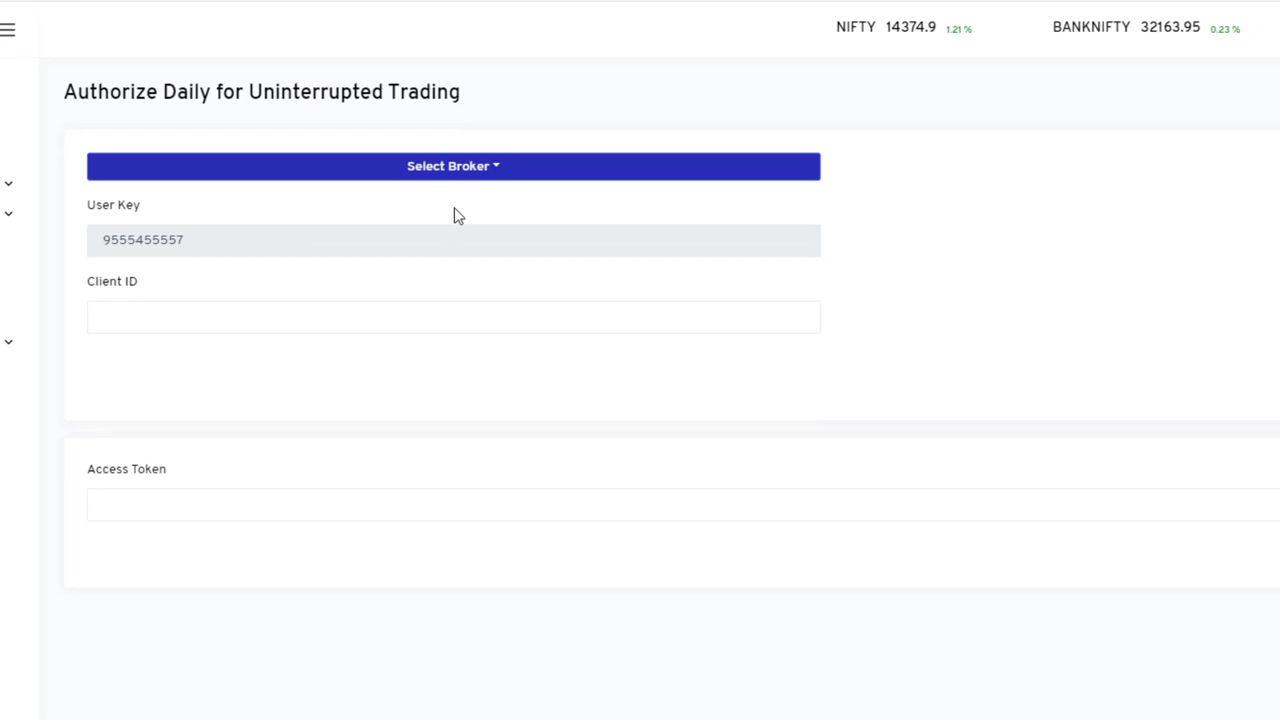 NIFTY 14374.9 1.21 % BANKNIFTY 32163.95 0.23 %
Authorize Daily for Uninterrupted Trading
Select Broker
User Key
9555455557
Client ID
Access Token